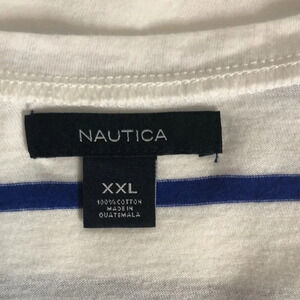 NAUTICA
XXL
100% COTTON
MADE IN
GUATEMALA